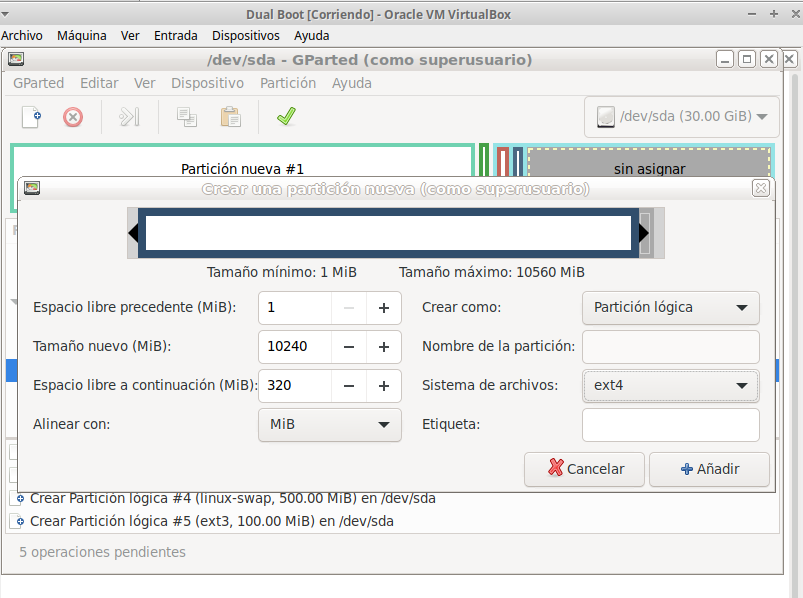 Dual Boot [Corriendo] - Oracle VM VirtualBox
Archivo Máquina Ver Entrada Dispositivos Ayuda
/dev/sda - GParted (como superusuario)
GParted Editar Ver Dispositivo Partición Ayuda
/dev/sda (30.00 GiB)
Partición nueva #1 sin asignar
Crear una partición nueva (como superusuario)
Tamaño mínimo: 1 MiB Tamaño máximo: 10560 MiB
Espacio libre precedente (MiB): 1 Crear como: Partición lógica
Tamaño nuevo (MiB): 10240 Nombre de la partición:
Espacio libre a continuación (MiB): 320 Sistema de archivos: ext4
Alinear con: MiB Etiqueta:
Cancelar Añadir
Crear Partición lógica #4 (linux-swap, 500.00 MiB) en /dev/sda
Crear Partición lógica #5 (ext3, 100.00 MiB) en /dev/sda
5 operaciones pendientes